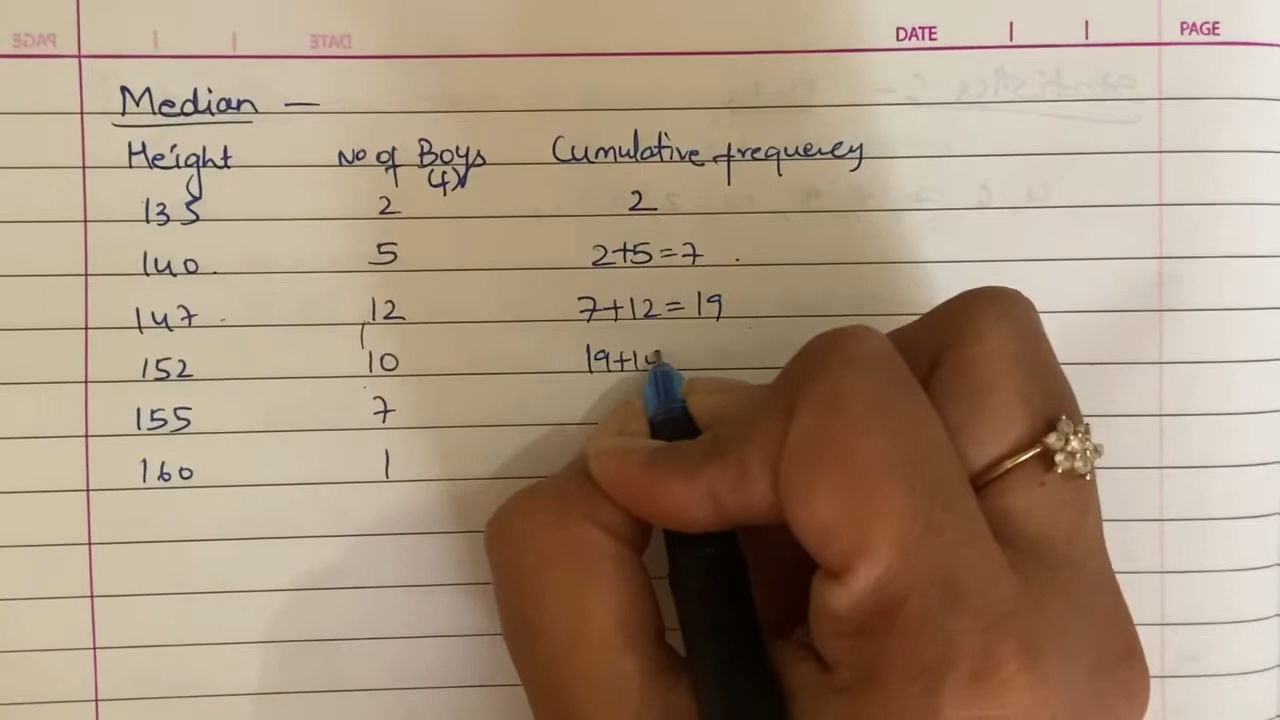 DATE PAGE
Median —
Height No of Boys Cumulative frequency
(f)
135 2 2
140 5 2+5=7
147 12 7+12=19
152 10 19+1
155 7
160 1